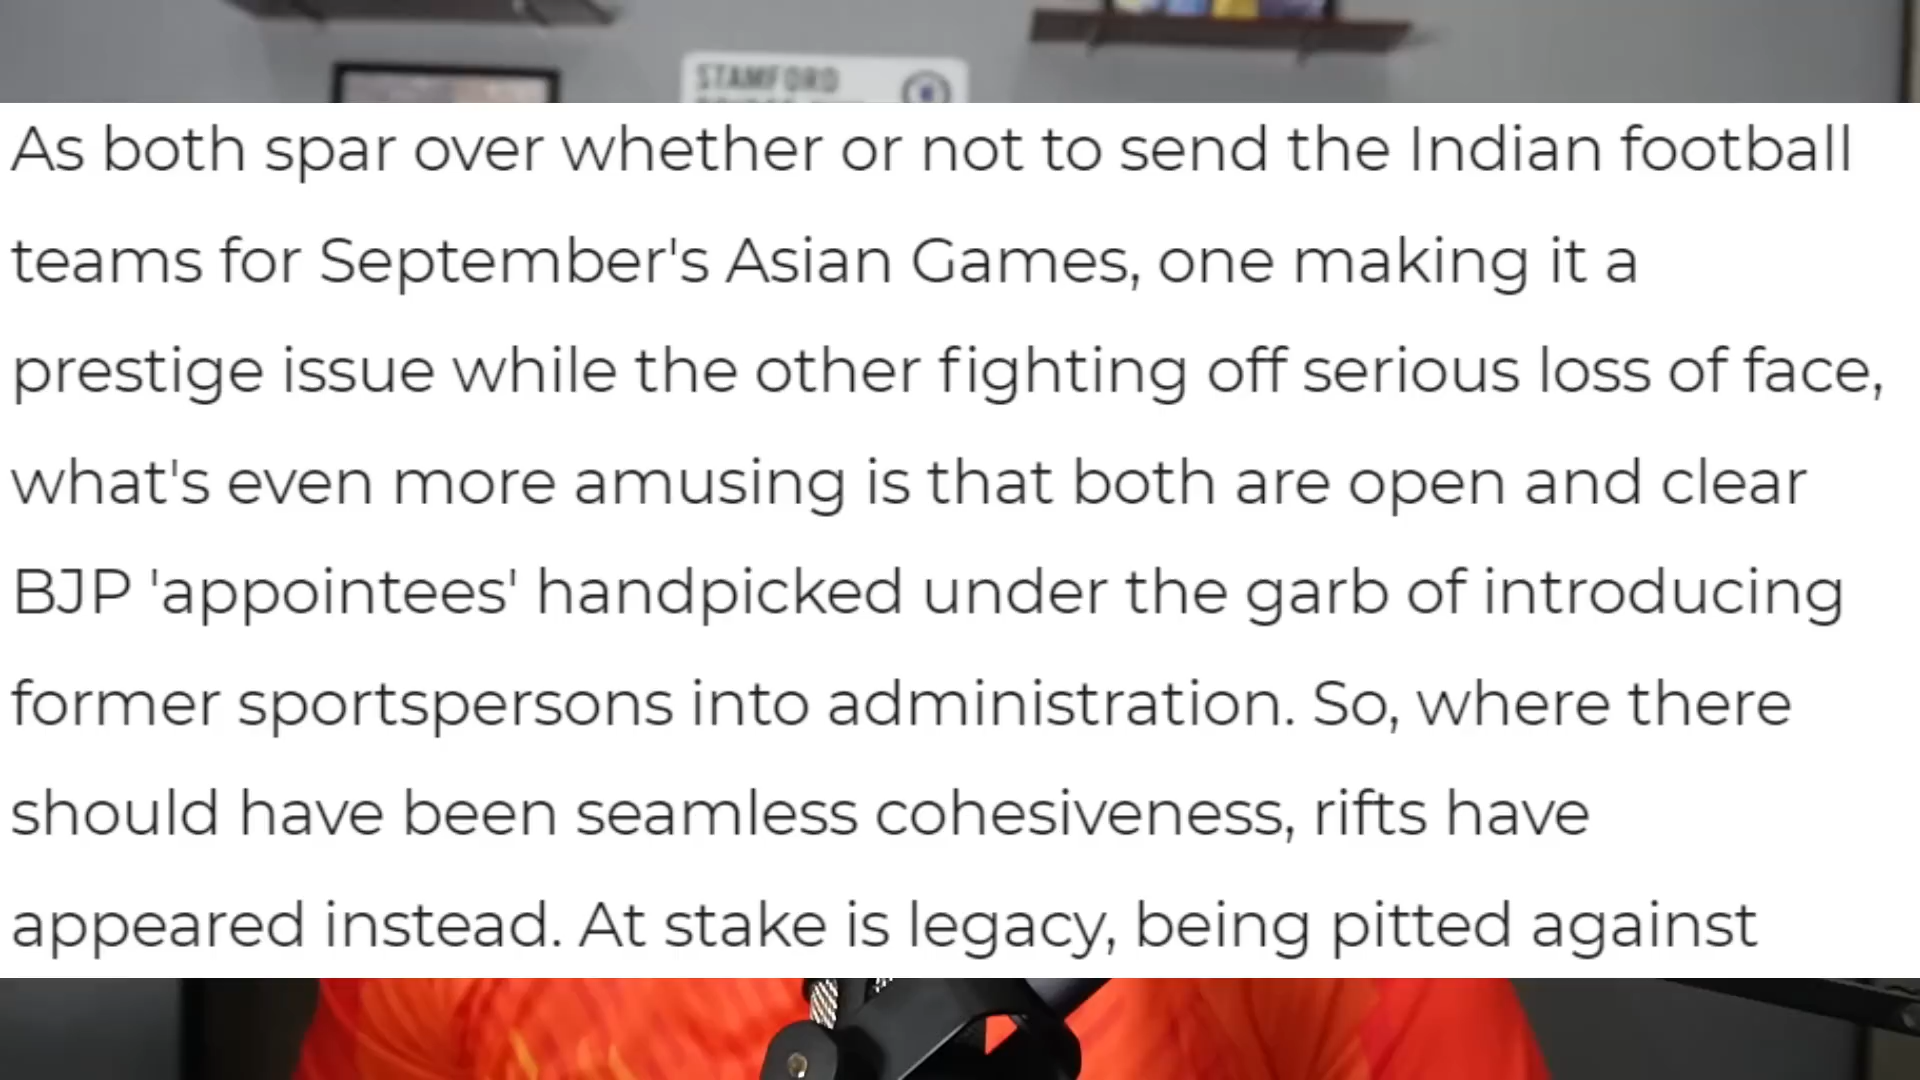 STAMFORD
As both spar over whether or not to send the Indian football
teams for September's Asian Games, one making it a
prestige issue while the other fighting off serious loss of face,
what's even more amusing is that both are open and clear
BJP 'appointees' handpicked under the garb of introducing
former sportspersons into administration. So, where there
should have been seamless cohesiveness, rifts have
appeared instead. At stake is legacy, being pitted against